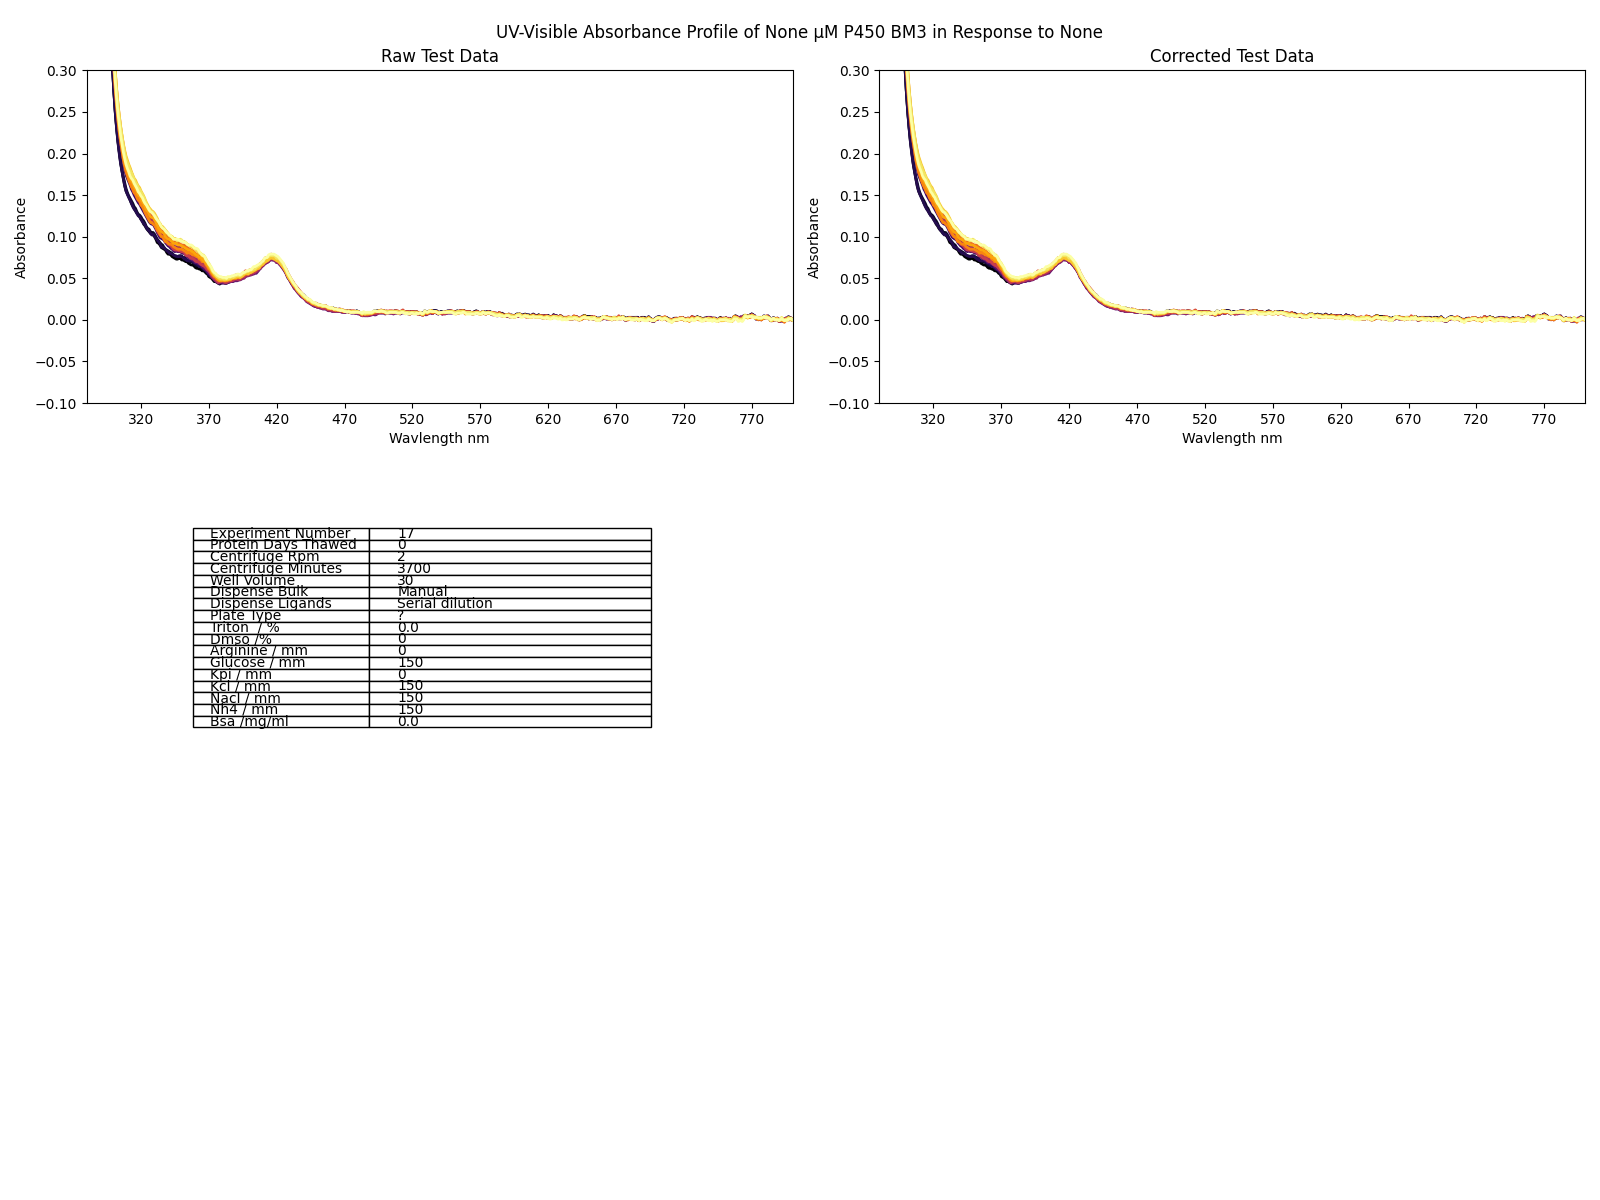 UV-Visible Absorbance Profile of None µM P450 BM3 in Response to None
Raw Test Data
0.30
0.25
0.20
0.15
0.10
0.05
0.00
−0.05
−0.10
Absorbance
320 370 420 470 520 570 620 670 720 770
Wavlength nm
Corrected Test Data
0.30
0.25
0.20
0.15
0.10
0.05
0.00
−0.05
−0.10
Absorbance
320 370 420 470 520 570 620 670 720 770
Wavlength nm
Experiment Number 17
Protein Days Thawed 0
Centrifuge Rpm 2
Centrifuge Minutes 3700
Well Volume 30
Dispense Bulk Manual
Dispense Ligands Serial dilution
Plate Type ?
Triton / % 0.0
Dmso /% 0
Arginine / mm 0
Glucose / mm 150
Kpi / mm 0
Kcl / mm 150
Nacl / mm 150
Nh4 / mm 150
Bsa /mg/ml 0.0